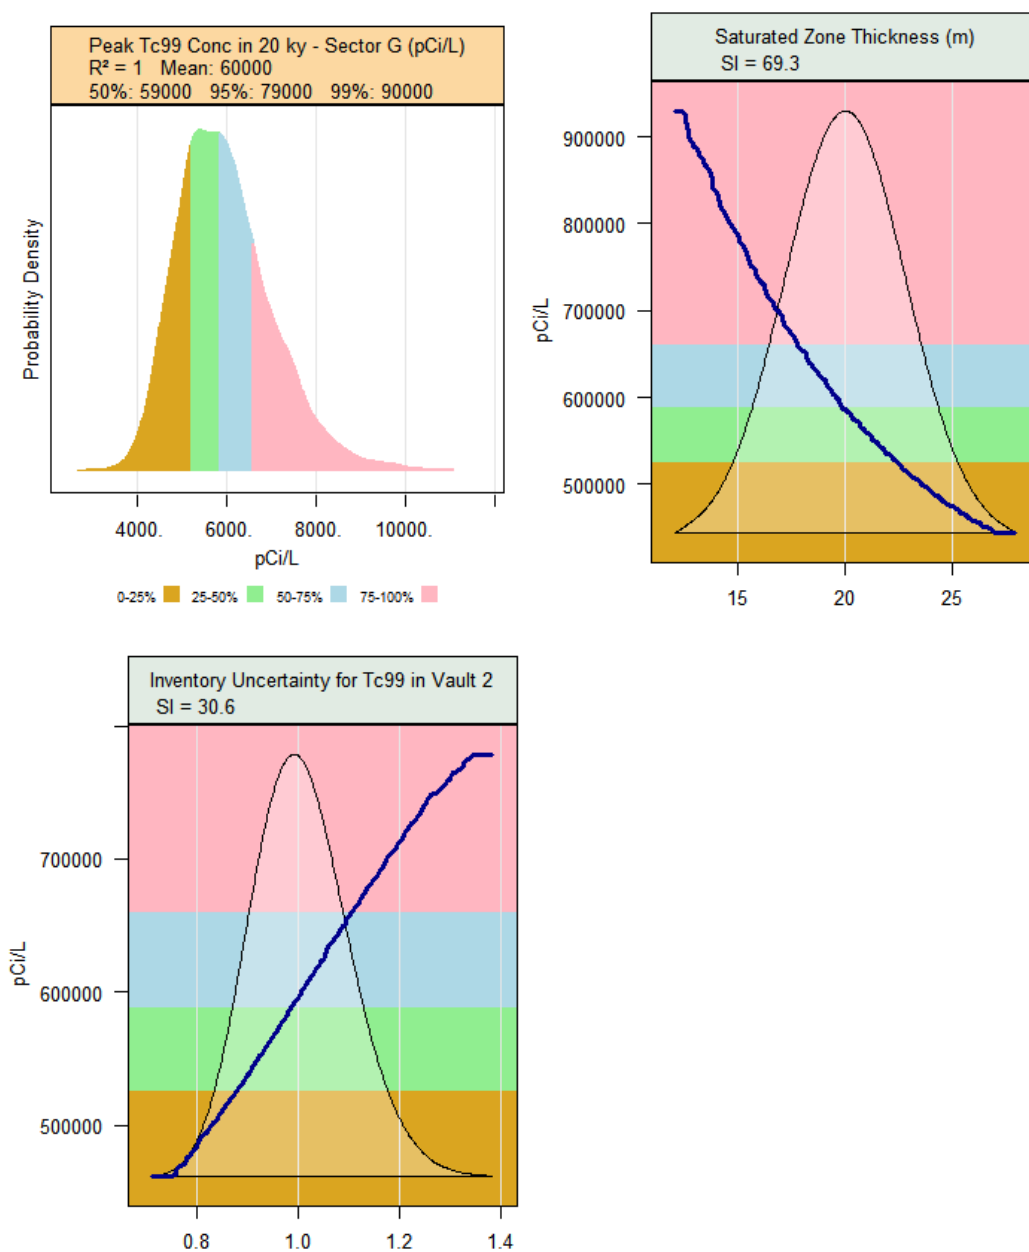 Peak Tc99 Conc in 20 ky - Sector G (pCi/L)
R² = 1 Mean: 60000
50%: 59000 95%: 79000 99%: 90000
Probability Density
4000. 6000. 8000. 10000.
pCi/L
0-25% 25-50% 50-75% 75-100%
Saturated Zone Thickness (m)
SI = 69.3
pCi/L
900000
800000
700000
600000
500000
15 20 25
Inventory Uncertainty for Tc99 in Vault 2
SI = 30.6
pCi/L
700000
600000
500000
0.8 1.0 1.2 1.4